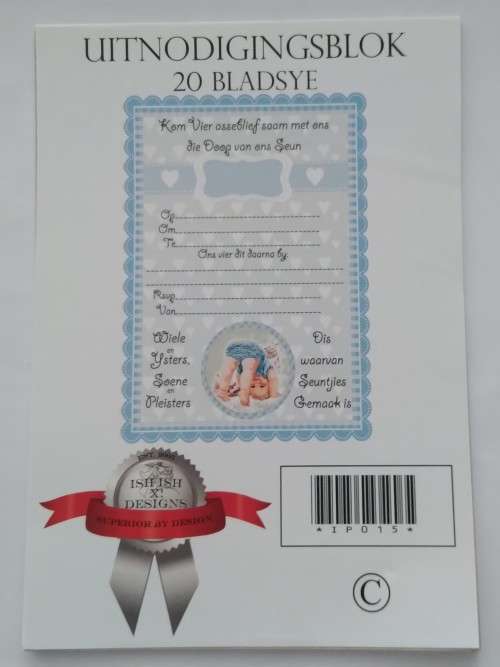 UITNODIGINGSBLOK
20 BLADSYE
Kom Vier asseblief saam met ons
die Doop van ons Seun
Op
Om
Te
Ons vier dit daarna by:
Rsvp
Van
Wiele
en
Ysters,
Soene
en
Pleisters
Dis
waarvan
Seuntjies
Gemaak is
ISH ISH
X!
DESIGNS
SUPERIOR BY DESIGN
*IP015*
©